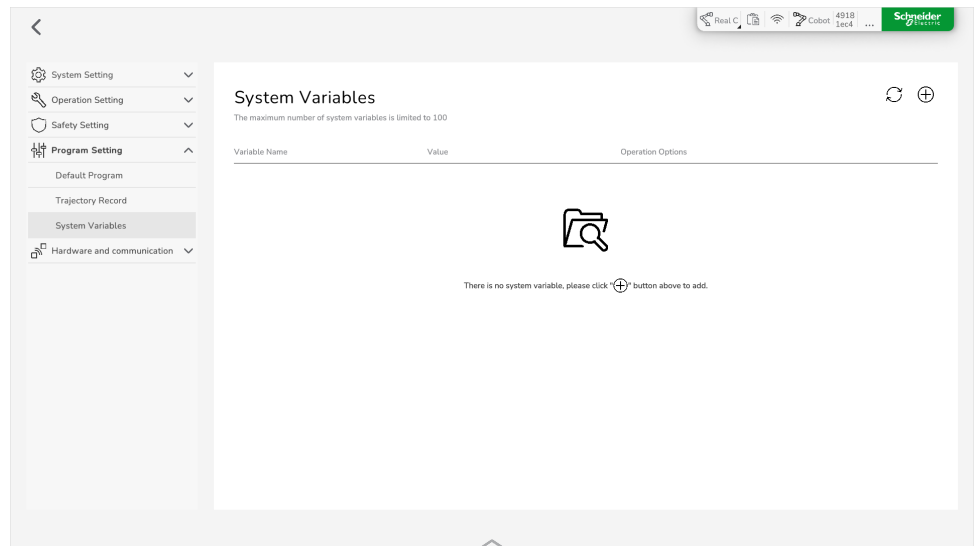 Real C
Cobot
4918
1ec4
...
Schneider
Electric
System Setting
Operation Setting
Safety Setting
Program Setting
Default Program
Trajectory Record
System Variables
Hardware and communication
System Variables
The maximum number of system variables is limited to 100
Variable Name Value Operation Options
There is no system variable, please click "⊕" button above to add.